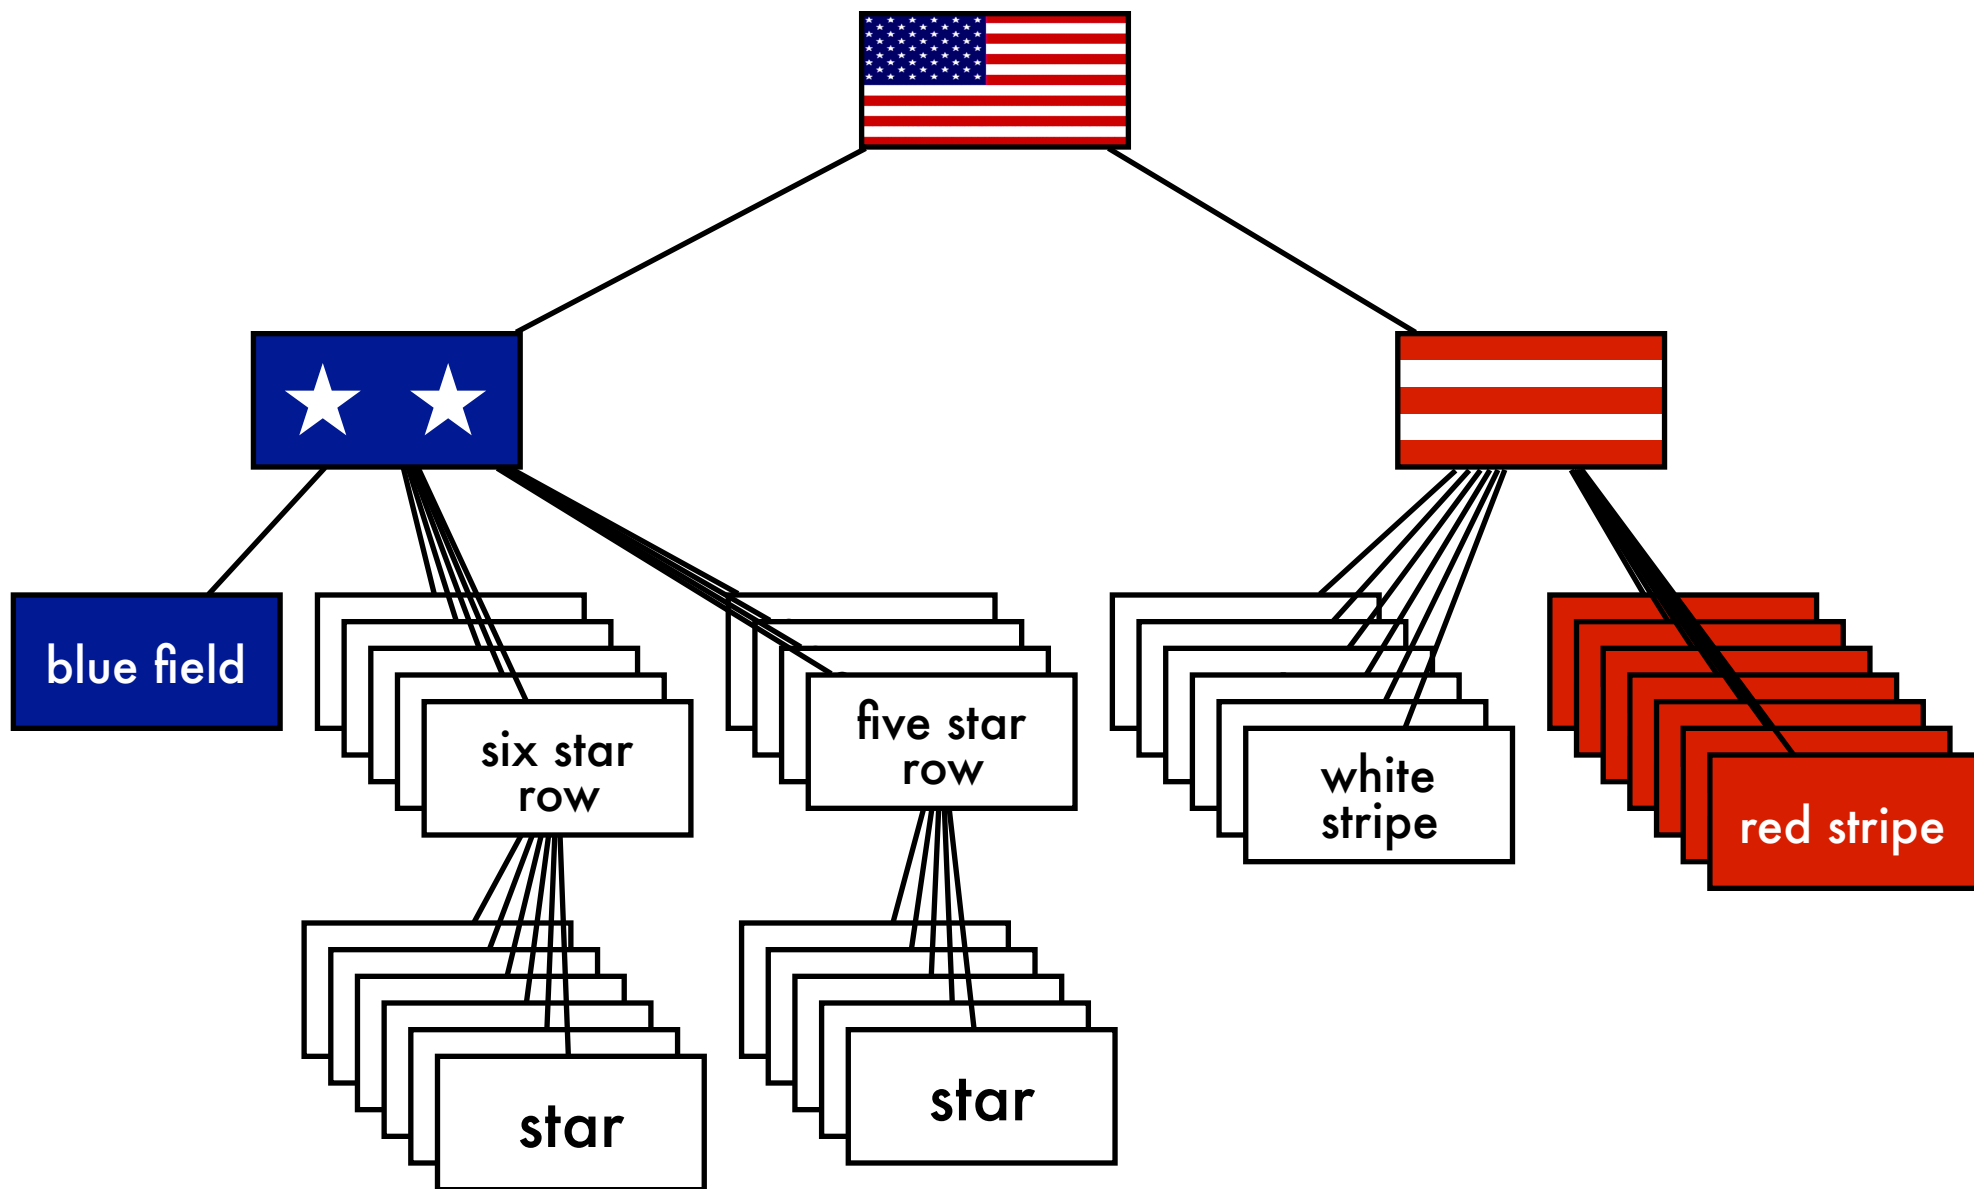 blue field
six star
row
five star
row
white
stripe
red stripe
star
star